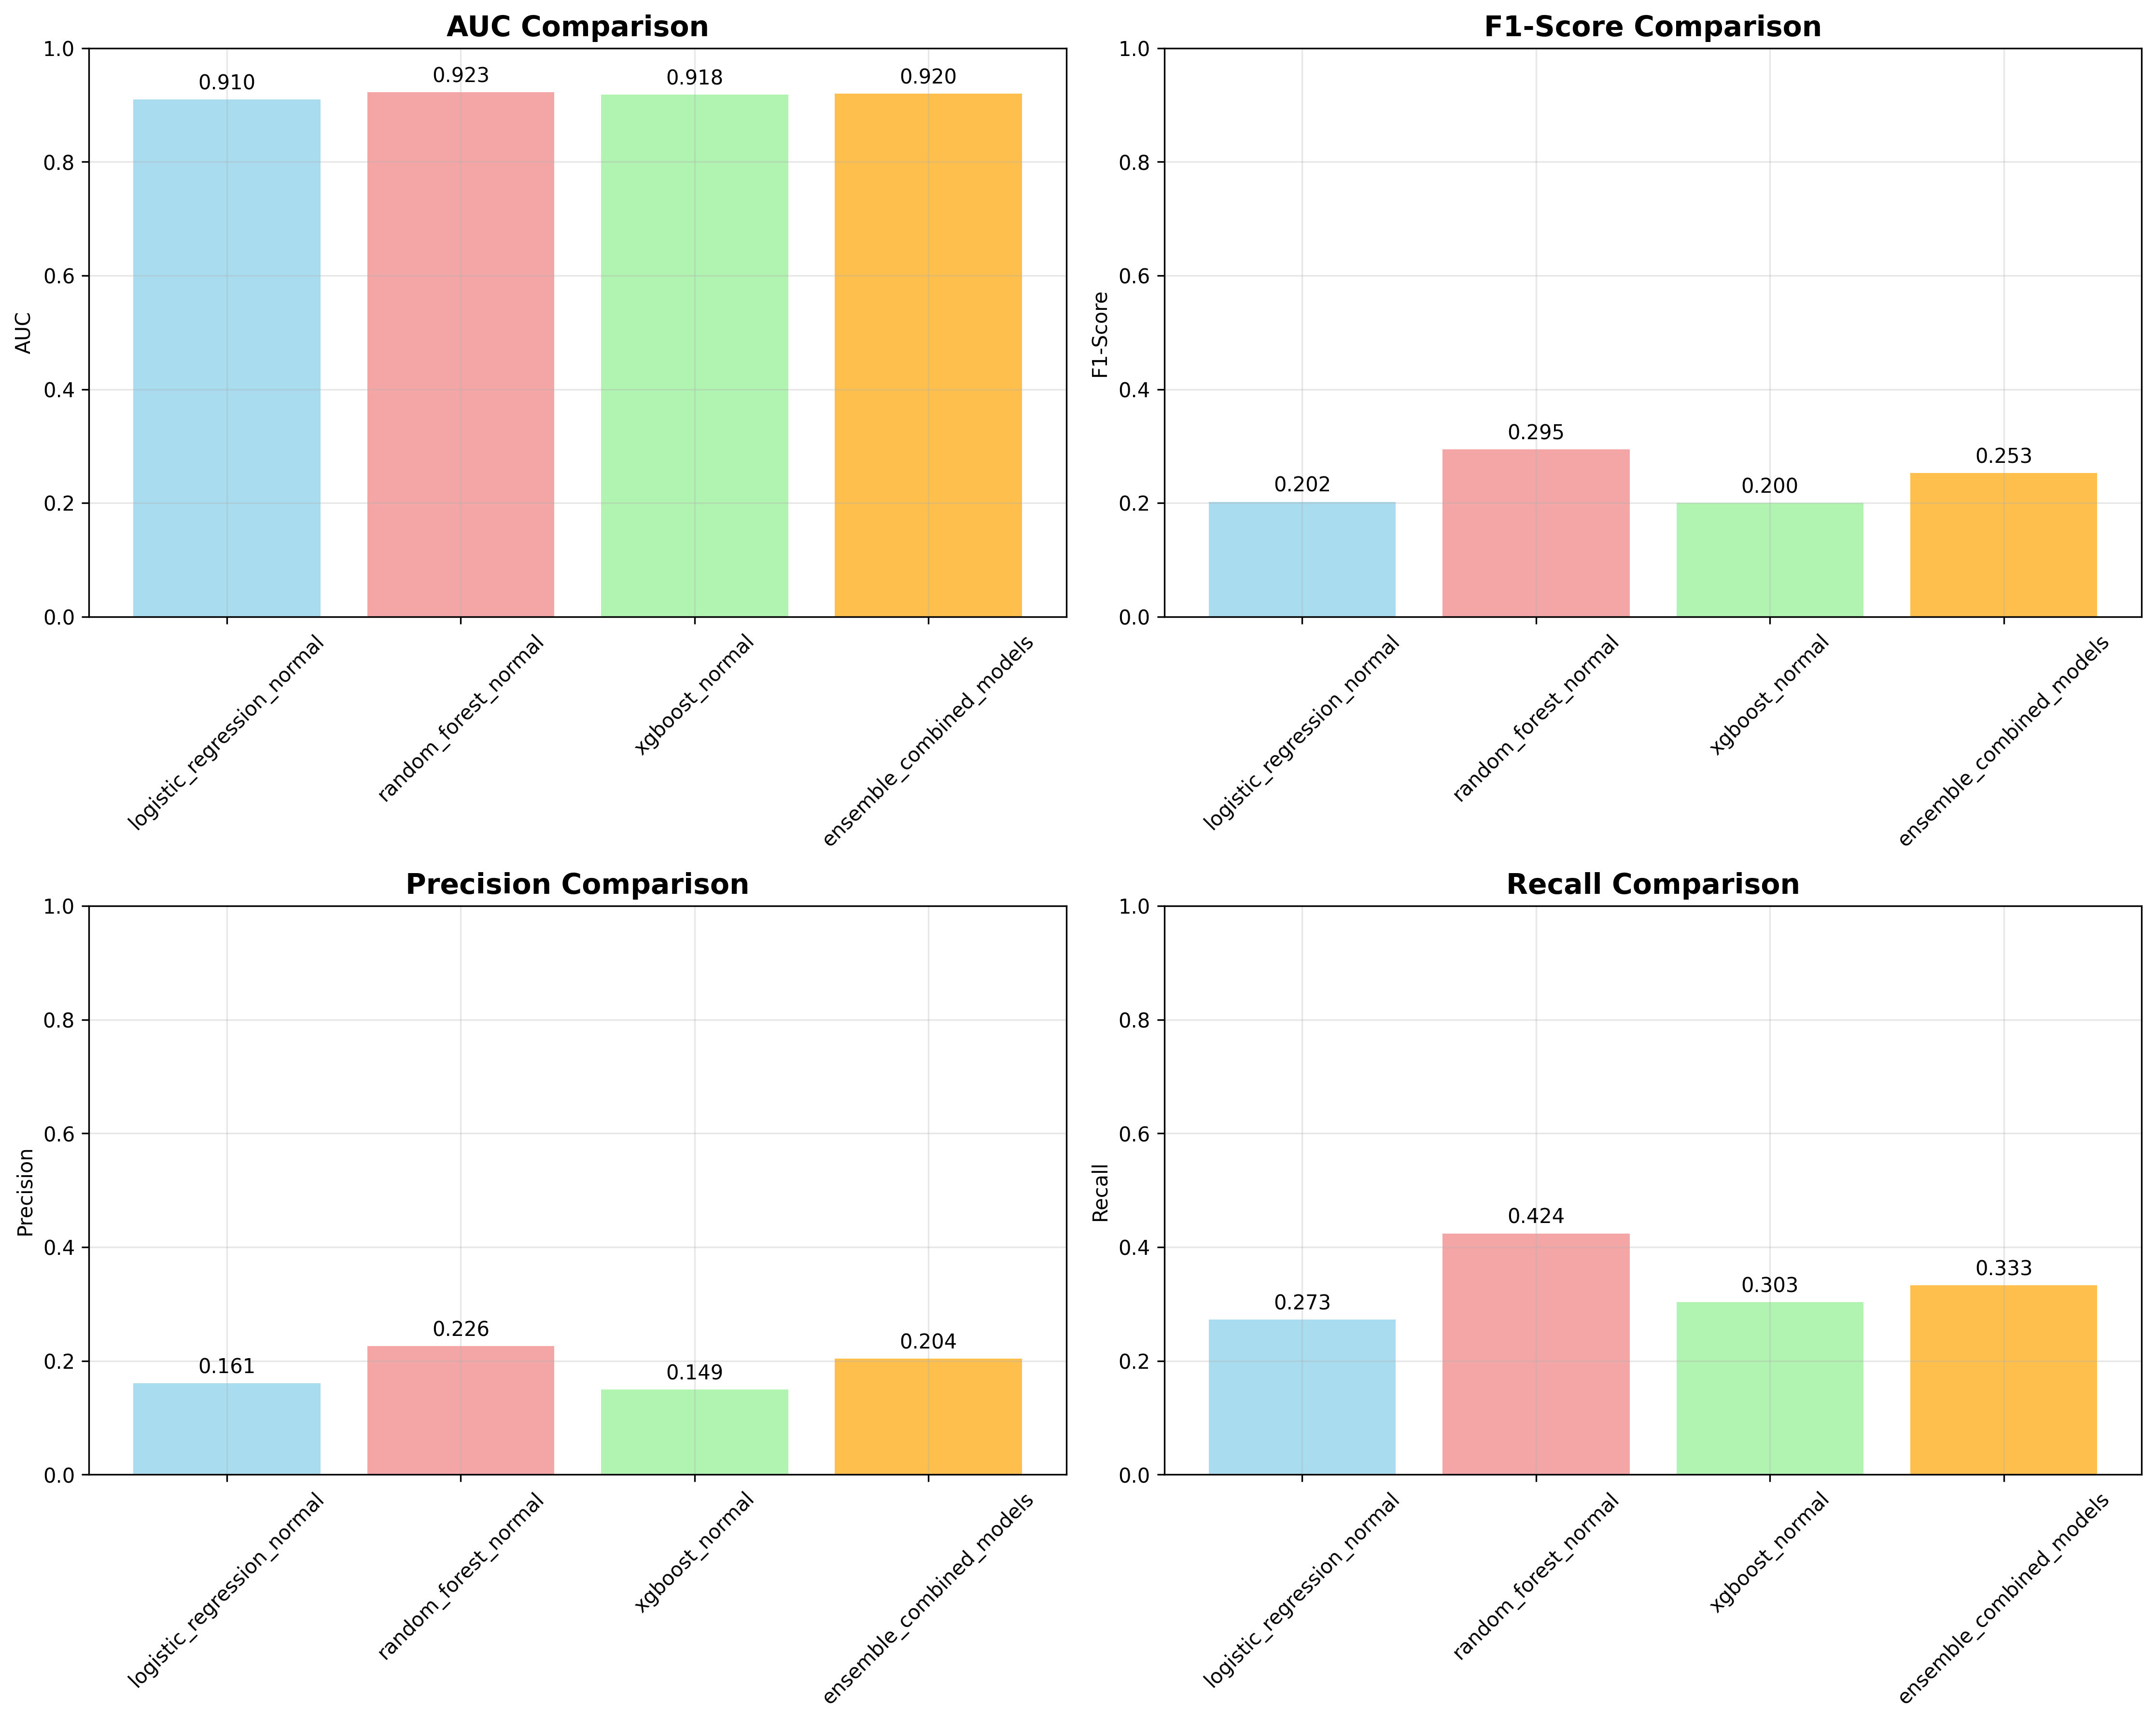 AUC Comparison
AUC
1.0
0.8
0.6
0.4
0.2
0.0
0.910
0.923
0.918
0.920
logistic_regression_normal
random_forest_normal
xgboost_normal
ensemble_combined_models
F1-Score Comparison
F1-Score
1.0
0.8
0.6
0.4
0.2
0.0
0.202
0.295
0.200
0.253
logistic_regression_normal
random_forest_normal
xgboost_normal
ensemble_combined_models
Precision Comparison
Precision
1.0
0.8
0.6
0.4
0.2
0.0
0.161
0.226
0.149
0.204
logistic_regression_normal
random_forest_normal
xgboost_normal
ensemble_combined_models
Recall Comparison
Recall
1.0
0.8
0.6
0.4
0.2
0.0
0.273
0.424
0.303
0.333
logistic_regression_normal
random_forest_normal
xgboost_normal
ensemble_combined_models